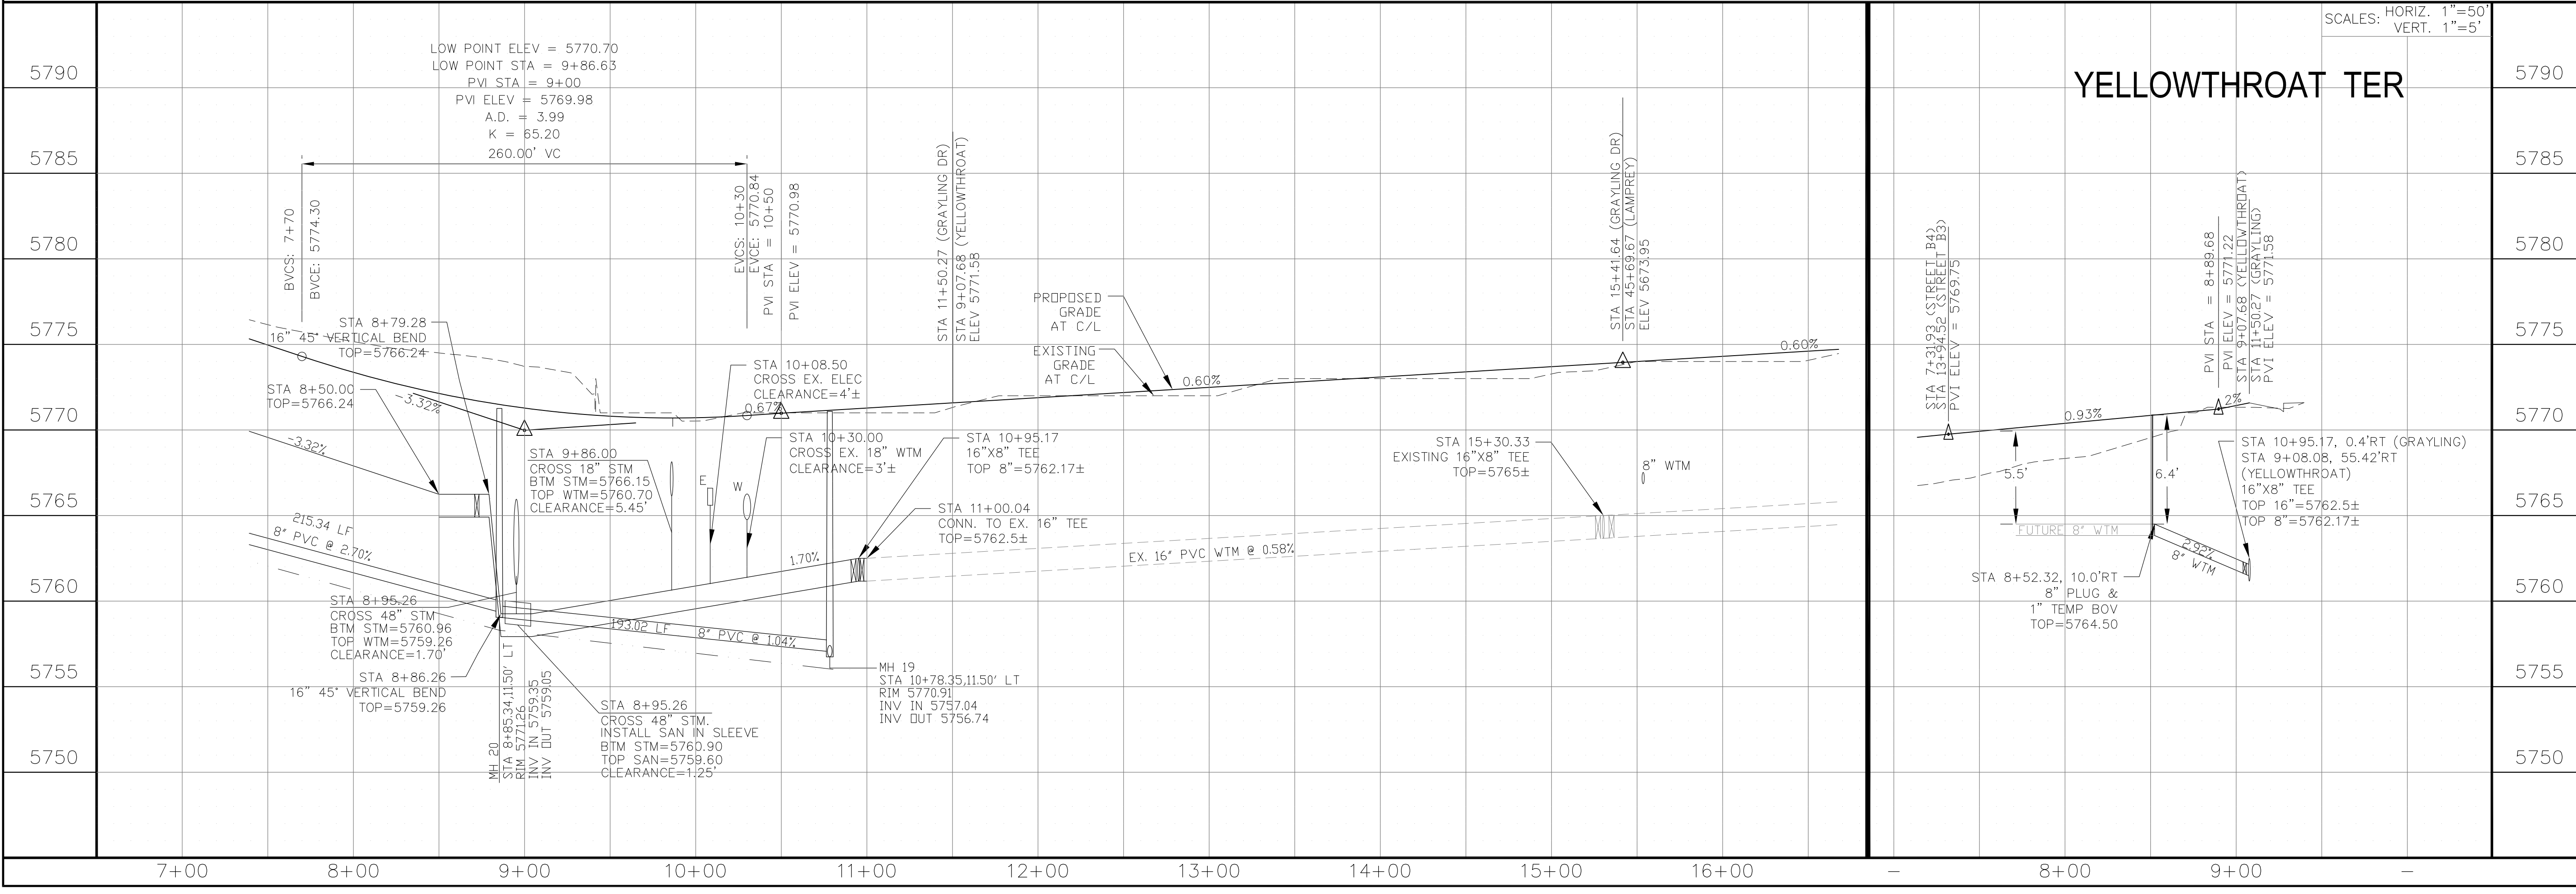 SCALES: HORIZ. 1"=50'
VERT. 1"=5'
YELLOWTHROAT TER
5790
5785
5780
5775
5770
5765
5760
5755
5750
LOW POINT ELEV = 5770.70
LOW POINT STA = 9+86.63
PVI STA = 9+00
PVI ELEV = 5769.98
A.D. = 3.99
K = 65.20
260.00' VC
BVCS: 7+70
BVCE: 5774.30
EVCS: 10+30
EVCE: 5770.84
PVI STA = 10+50
PVI ELEV = 5770.98
STA 11+50.27 (GRAYLING DR)
STA 9+07.68 (YELLOWTHROAT)
ELEV 5771.58
PROPOSED
GRADE
AT C/L
EXISTING
GRADE
AT C/L
STA 15+41.64 (GRAYLING DR)
STA 45+69.67 (LAMPREY)
ELEV 5673.95
0.60%
0.60%
0.67%
-3.32%
-3.32%
STA 8+79.28
16" 45° VERTICAL BEND
TOP=5766.24
STA 8+50.00
TOP=5766.24
STA 10+08.50
CROSS EX. ELEC
CLEARANCE=4'±
STA 10+30.00
CROSS EX. 18" WTM
CLEARANCE=3'±
STA 9+86.00
CROSS 18" STM
BTM STM=5766.15
TOP WTM=5760.70
CLEARANCE=5.45'
E
W
STA 10+95.17
16"X8" TEE
TOP 8"=5762.17±
STA 11+00.04
CONN. TO EX. 16" TEE
TOP=5762.5±
STA 15+30.33
EXISTING 16"X8" TEE
TOP=5765±
8" WTM
EX. 16" PVC WTM @ 0.58%
1.70%
215.34 LF
8" PVC @ 2.70%
STA 8+95.26
CROSS 48" STM
BTM STM=5760.96
TOP WTM=5759.26
CLEARANCE=1.70'
STA 8+86.26
16" 45° VERTICAL BEND
TOP=5759.26
MH 20
STA 8+85.34,11.50' LT
RIM 5771.26
INV IN 5759.35
INV OUT 5759.05
193.02 LF
8" PVC @ 1.04%
STA 8+95.26
CROSS 48" STM.
INSTALL SAN IN SLEEVE
BTM STM=5760.90
TOP SAN=5759.60
CLEARANCE=1.25'
MH 19
STA 10+78.35,11.50' LT
RIM 5770.91
INV IN 5757.04
INV OUT 5756.74
STA 7+31.93 (STREET B4)
STA 13+94.52 (STREET B3)
PVI ELEV = 5769.75
PVI STA = 8+89.68
PVI ELEV = 5771.22
STA 9+07.68 (YELLOWTHROAT)
STA 11+50.27 (GRAYLING)
PVI ELEV = 5771.58
0.93%
2%
5.5'
6.4'
FUTURE 8" WTM
2.92%
8" WTM
STA 10+95.17, 0.4'RT (GRAYLING)
STA 9+08.08, 55.42'RT
(YELLOWTHROAT)
16"X8" TEE
TOP 16"=5762.5±
TOP 8"=5762.17±
STA 8+52.32, 10.0'RT
8" PLUG &
1" TEMP BOV
TOP=5764.50
5790
5785
5780
5775
5770
5765
5760
5755
5750
7+00
8+00
9+00
10+00
11+00
12+00
13+00
14+00
15+00
16+00
-
8+00
9+00
-